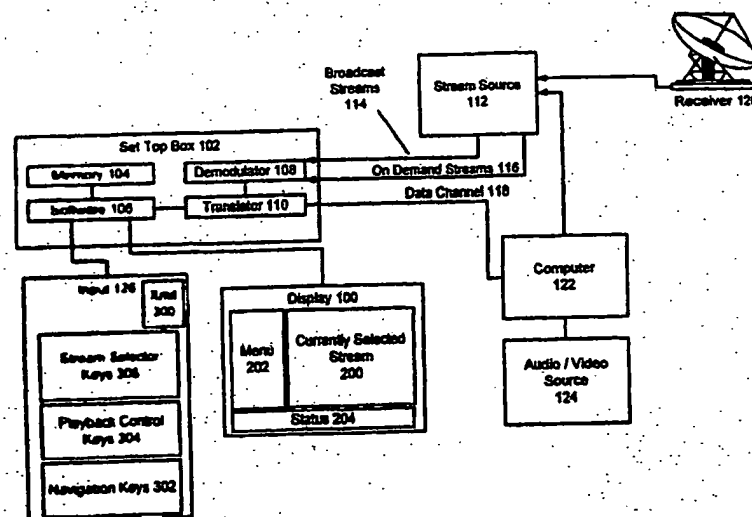 Broadcast
Streams
114
Stream Source
112
Receiver 120
Set Top Box 102
Memory 104
Demodulator 108
On Demand Streams 116
Software 106
Translator 110
Data Channel 118
Computer
122
Input 126
300
Display 100
Menu
202
Currently Selected
Stream
200
Status 204
Audio / Video
Source
124
Stream Selector
Keys 306
Playback Control
Keys 304
Navigation Keys 302